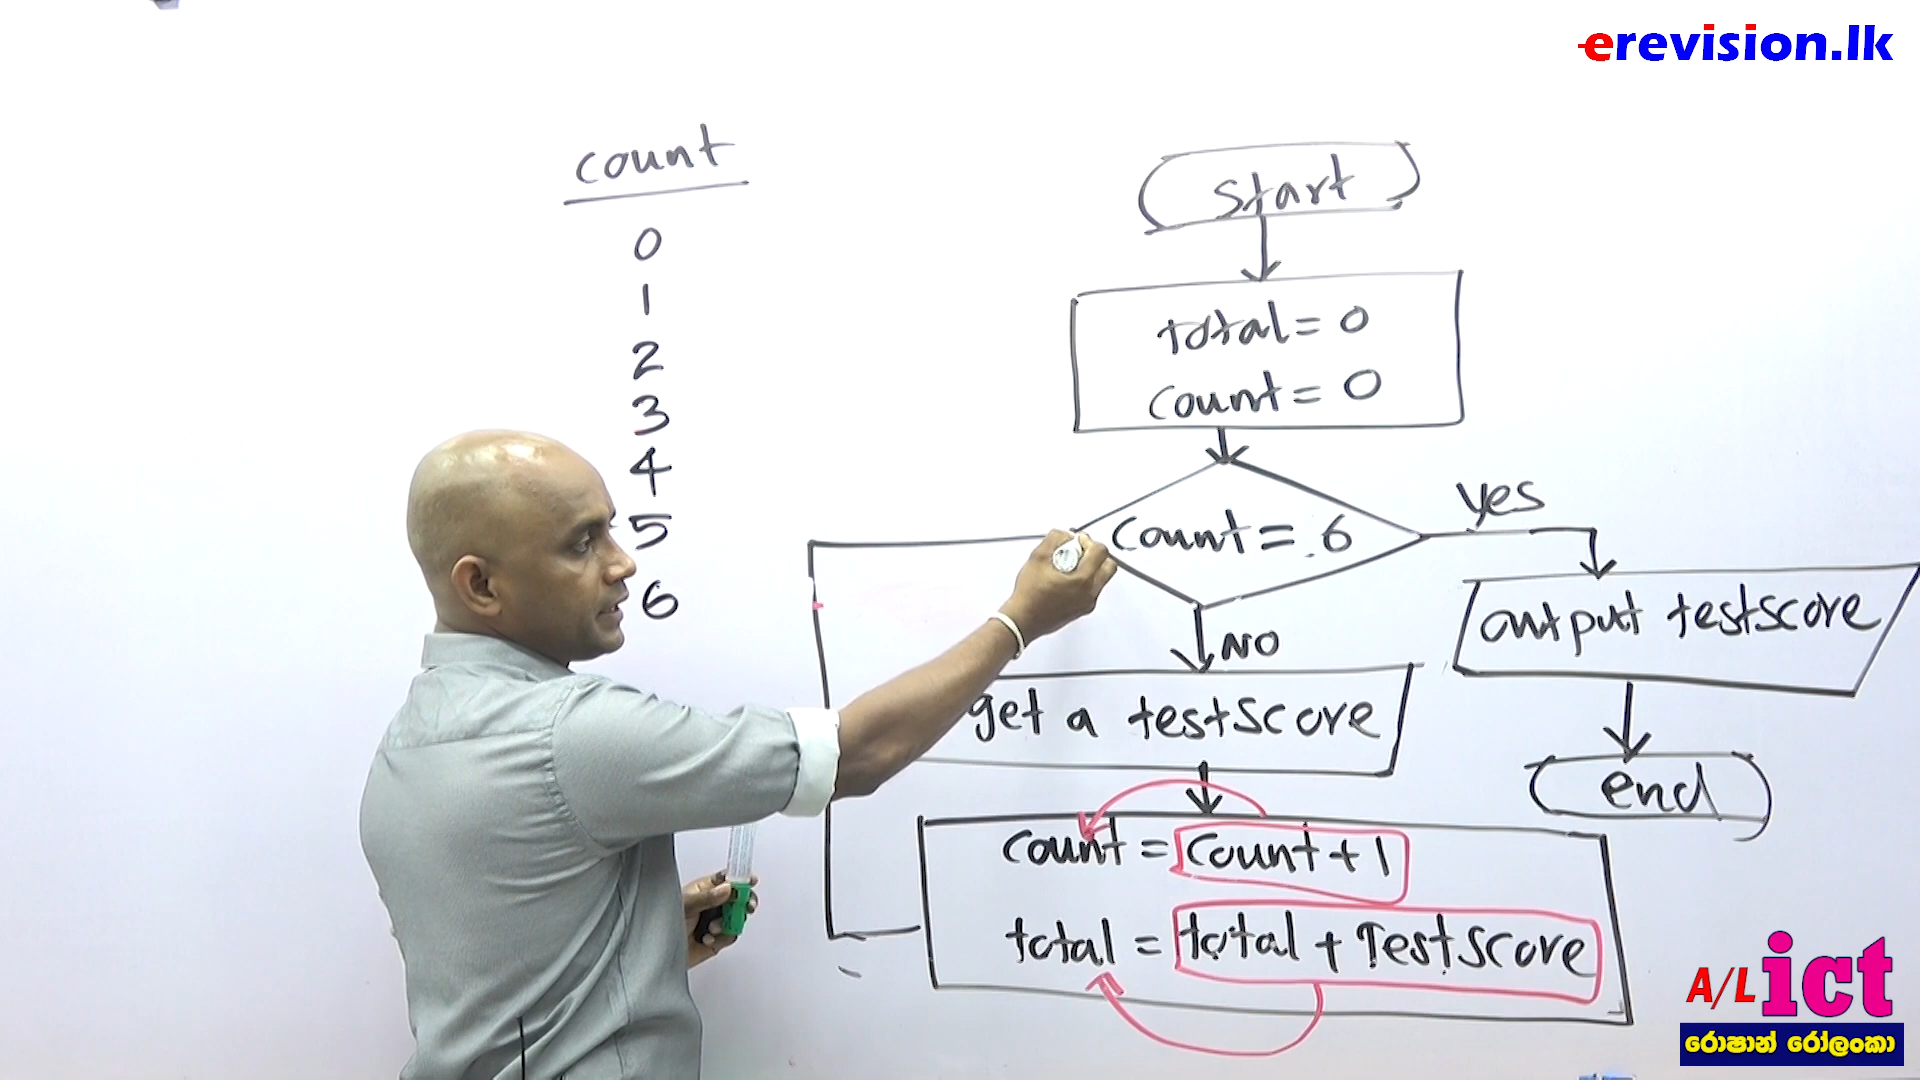 erevision.lk
count
0
1
2
3
4
5
6
Start
total = 0
count = 0
count = 6
yes
NO
output testscore
end
get a testscore
count = count + 1
total = total + Testscore
A/L ict
රොෂාන් රෝලංකා